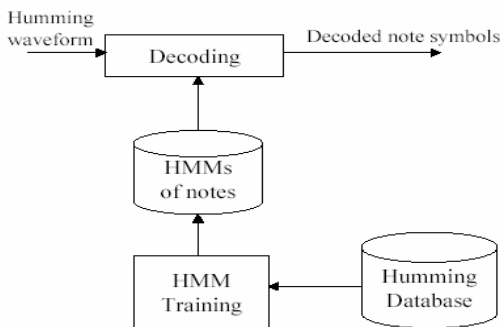 Humming
waveform
Decoded note symbols
Decoding
HMMs
of notes
HMM
Training
Humming
Database